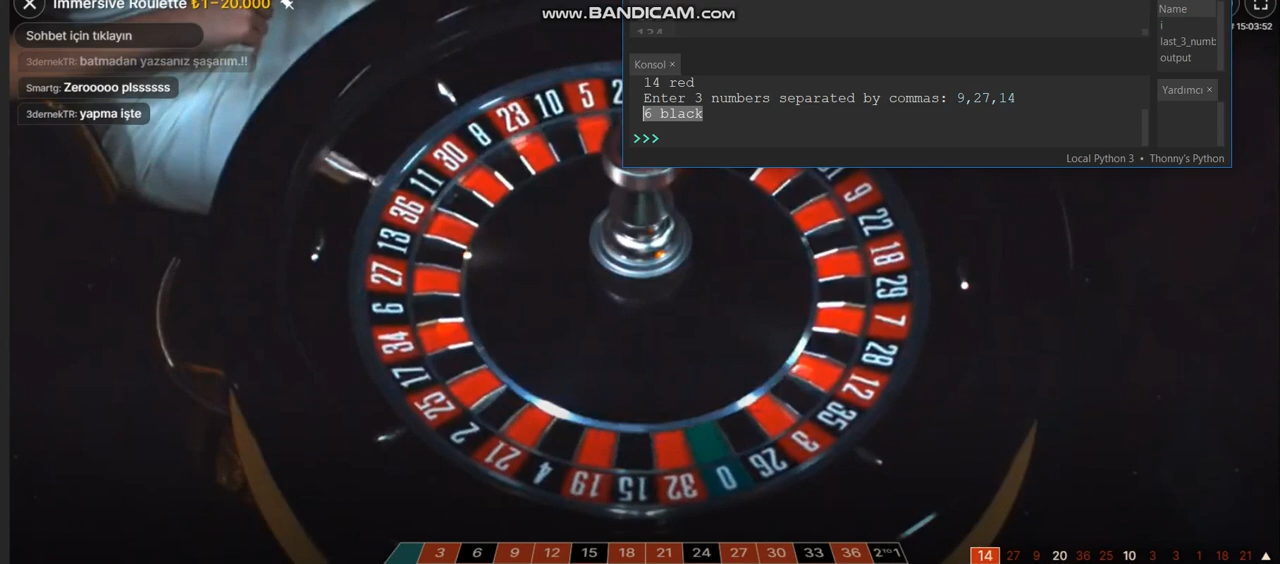 www.BANDICAM.com
Immersive Roulette ₺1-20.000
Sohbet için tıklayın
3dernekTR: batmadan yazsanız şaşarım.!!
Smartg: Zerooooo plssssss
3dernekTR: yapma işte
Konsol ×
14 red
Enter 3 numbers separated by commas: 9,27,14
6 black
>>>
Local Python 3 • Thonny's Python
Name
i
last_3_numb
output
Yardımcı ×
15:03:52
5
10
23
8
30
11
36
13
27
6
34
17
25
2
21
4
19
15
32
0
26
3
35
12
28
7
29
18
22
9
3 6 9 12 15 18 21 24 27 30 33 36 2 to 1
14 27 9 20 36 25 10 3 3 1 18 21